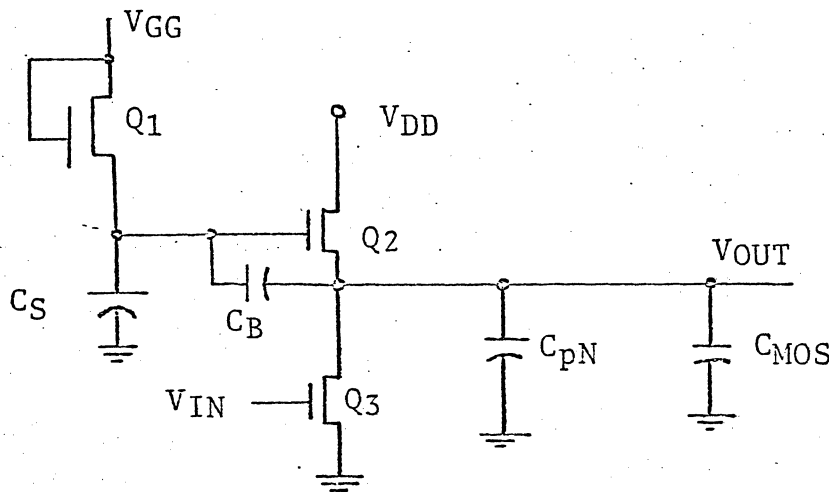 VGG
Q1
VDD
Q2
VOUT
CS
CB
CpN
CMOS
VIN
Q3